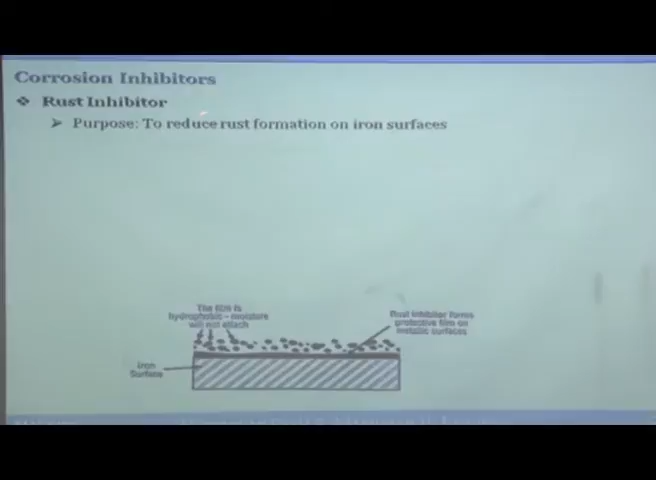 Corrosion Inhibitors
❖ Rust Inhibitor
➤ Purpose: To reduce rust formation on iron surfaces
The film is
hydrophobic - moisture
will not attach
Rust inhibitor forms
protective film on
metallic surfaces
Iron
Surface